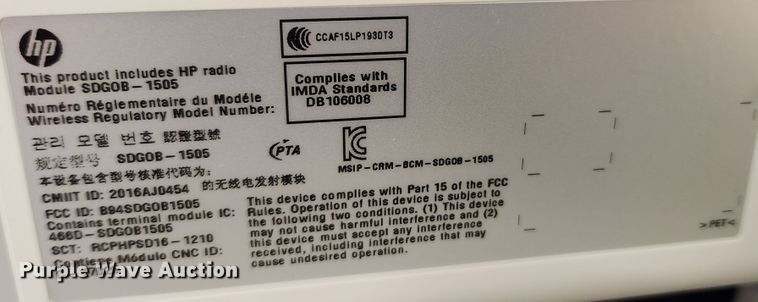 hp
CCAF15LP1930T3
This product includes HP radio
Module SDGOB-1505
Complies with
IMDA Standards
DB106008
Numéro Réglementaire du Modèle
Wireless Regulatory Model Number:
관리 모델 번호 認證型號
规定型号 SDGOB-1505
PTA
KC
MSIP-CRM-BCM-SDGOB-1505
本设备包含型号核准代码为:
CMIIT ID: 2016AJ0454 的无线电发射模块
FCC ID: B94SDGOB1505
Contains terminal module IC:
466D-SDGOB1505
SCT: RCPHPSD16-1210
Contiene Módulo CNC ID:
This device complies with Part 15 of the FCC
Rules. Operation of this device is subject to
the following two conditions. (1) This device
may not cause harmful interference and (2)
this device must accept any interference
received, including interference that may
cause undesired operation.
>PET<
Purple Wave Auction